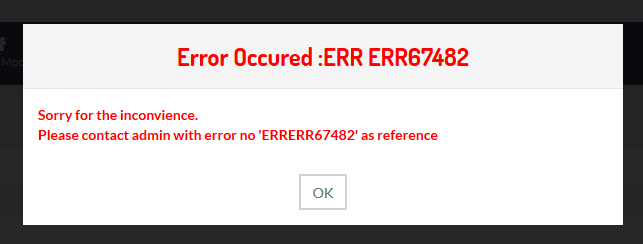 Error Occured :ERR ERR67482
Sorry for the inconvience.
Please contact admin with error no 'ERRERR67482' as reference
OK